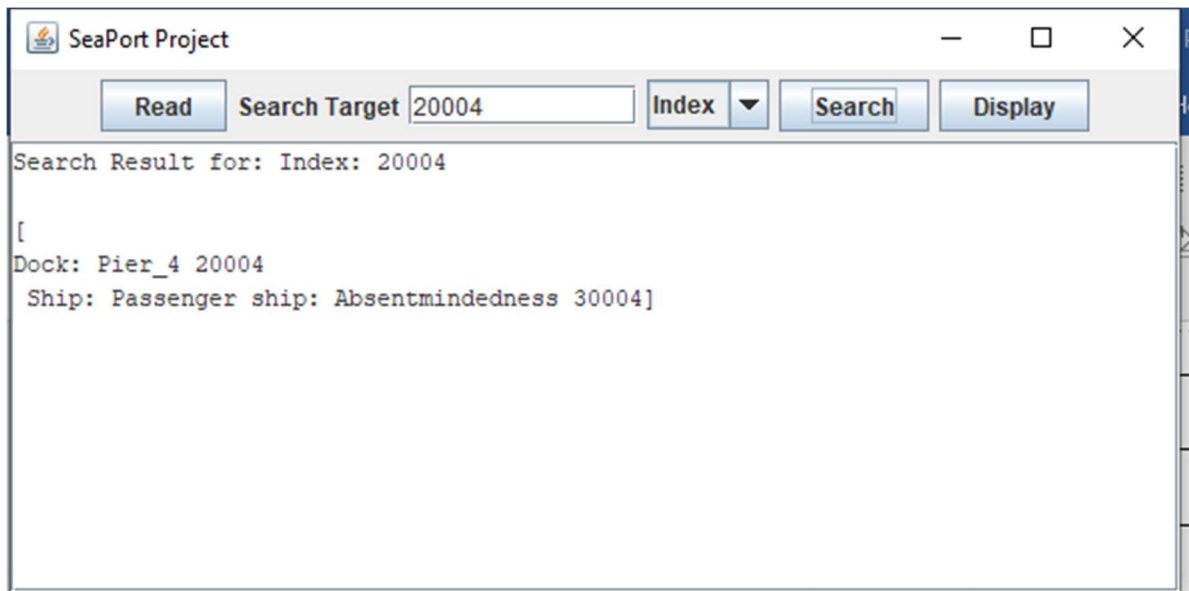 SeaPort Project
Read Search Target 20004 Index Search Display
Search Result for: Index: 20004
[
Dock: Pier_4 20004
Ship: Passenger ship: Absentmindedness 30004]